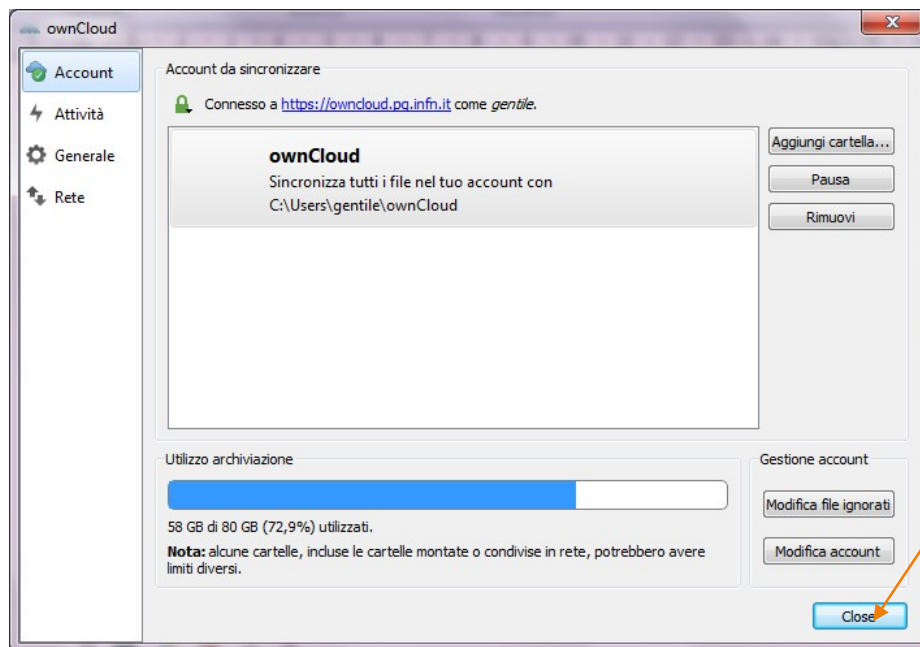 ownCloud
Account
Attività
Generale
Rete
Account da sincronizzare
Connesso a https://owncloud.pg.infn.it come gentile.
ownCloud
Sincronizza tutti i file nel tuo account con
C:\Users\gentile\ownCloud
Aggiungi cartella...
Pausa
Rimuovi
Utilizzo archiviazione
58 GB di 80 GB (72,9%) utilizzati.
Nota: alcune cartelle, incluse le cartelle montate o condivise in rete, potrebbero avere
limiti diversi.
Gestione account
Modifica file ignorati
Modifica account
Close